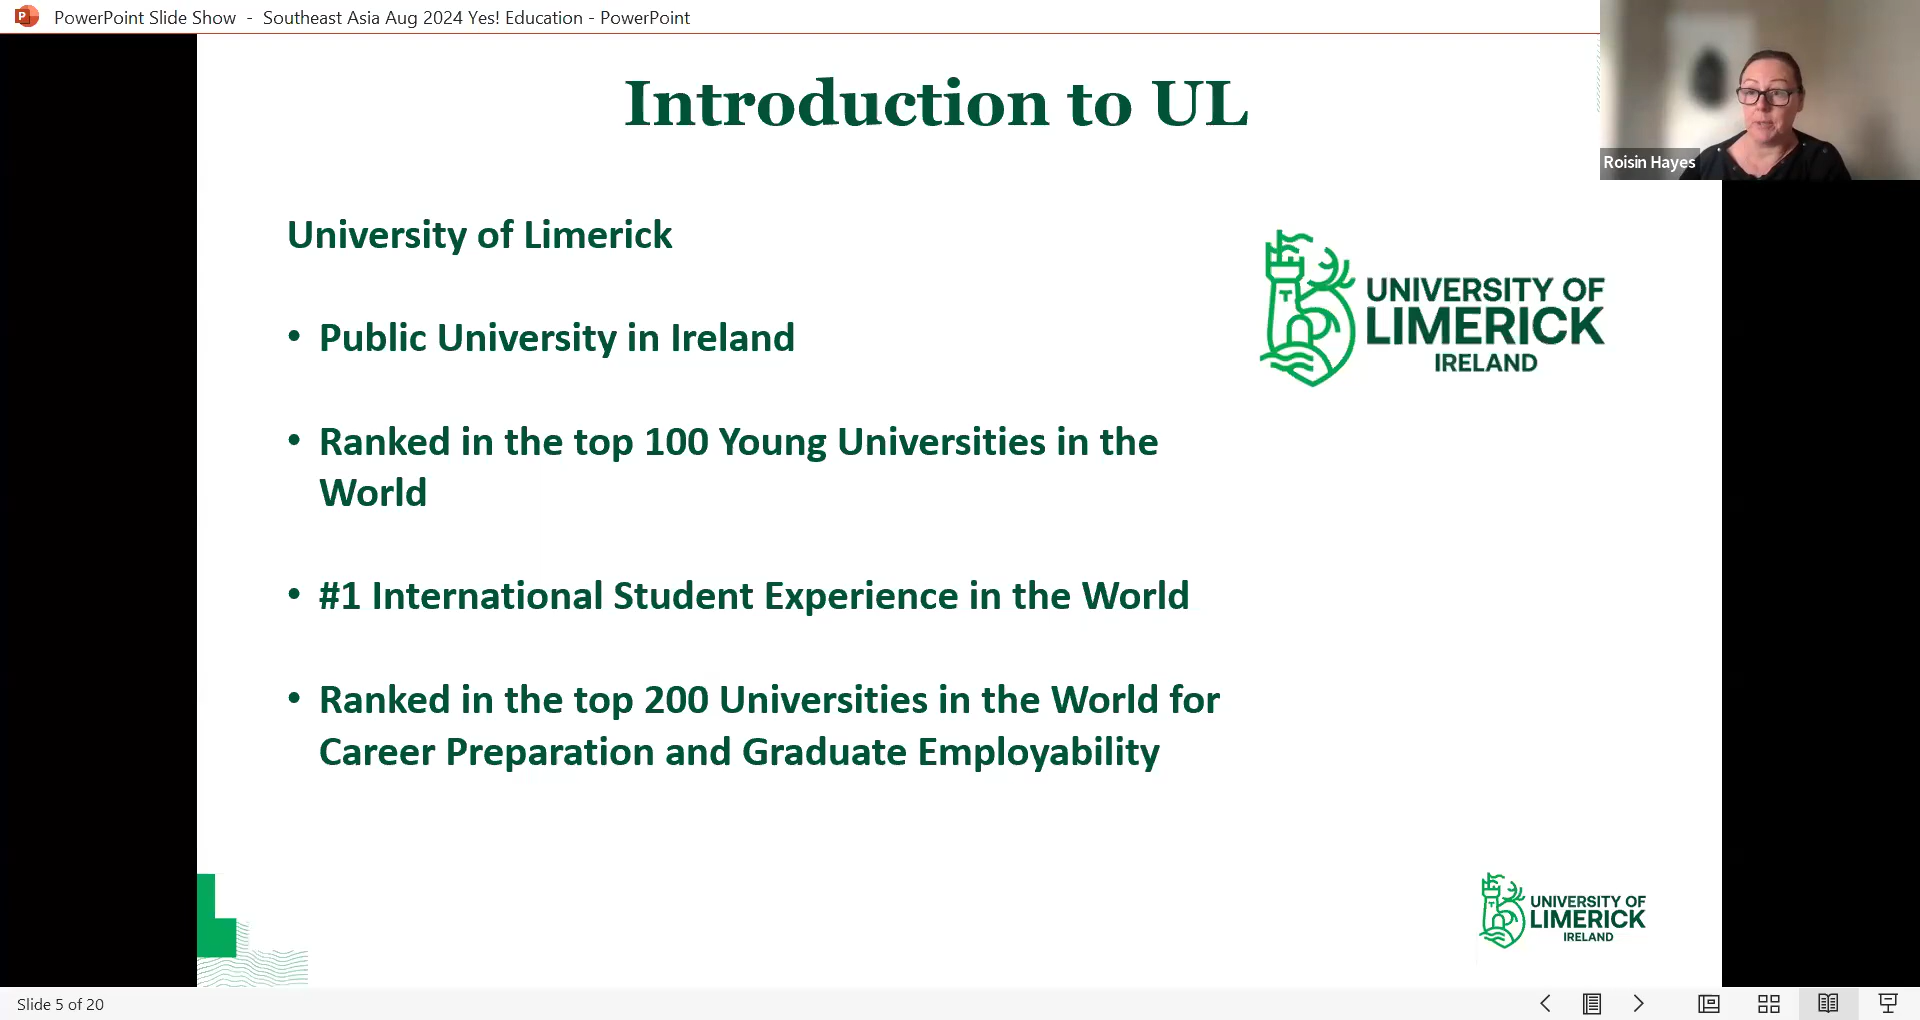 PowerPoint Slide Show - Southeast Asia Aug 2024 Yes! Education - PowerPoint
Introduction to UL
Roisin Hayes
University of Limerick
UNIVERSITY OF
LIMERICK
IRELAND
• Public University in Ireland
• Ranked in the top 100 Young Universities in the
World
• #1 International Student Experience in the World
• Ranked in the top 200 Universities in the World for
Career Preparation and Graduate Employability
UNIVERSITY OF
LIMERICK
IRELAND
Slide 5 of 20